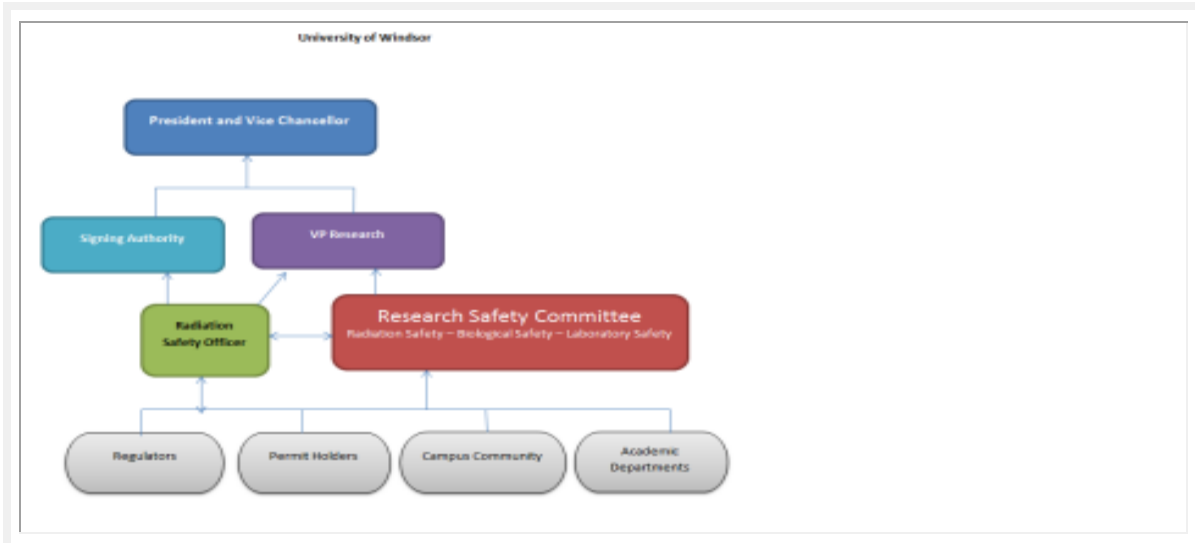 University of Windsor
President and Vice Chancellor
Signing Authority
VP Research
Radiation
Safety Officer
Research Safety Committee
Radiation Safety – Biological Safety – Laboratory Safety
Regulators
Permit Holders
Campus Community
Academic
Departments